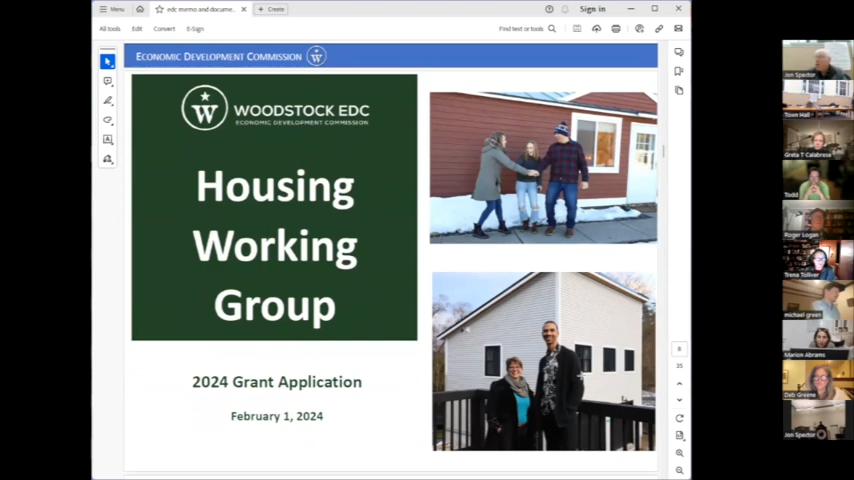 Menu
edc memo and docume...
Create
Sign in
All tools
Edit
Convert
E-Sign
Find text or tools
ECONOMIC DEVELOPMENT COMMISSION
W
W
WOODSTOCK EDC
ECONOMIC DEVELOPMENT COMMISSION
Housing
Working
Group
2024 Grant Application
February 1, 2024
8
35
Jon Spector
Town Hall
Greta T Calabrese
Todd
Roger Logan
Trena Tolliver
michael green
Marion Abrams
Deb Greene
Jon Spector